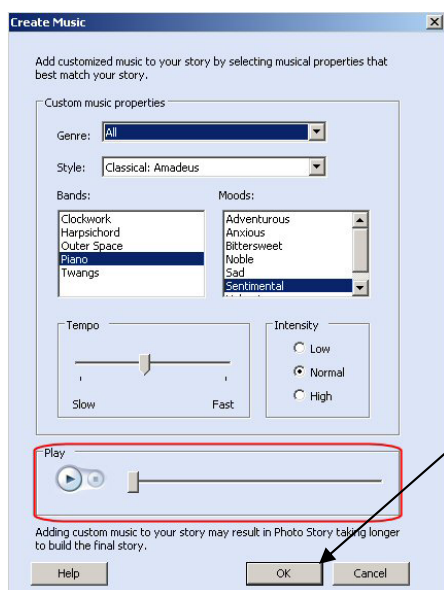 Create Music
Add customized music to your story by selecting musical properties that
best match your story.
Custom music properties
Genre: All
Style: Classical: Amadeus
Bands:
Clockwork
Harpsichord
Outer Space
Piano
Twangs
Moods:
Adventurous
Anxious
Bittersweet
Noble
Sad
Sentimental
Tempo
Slow Fast
Intensity
Low
Normal
High
Play
Adding custom music to your story may result in Photo Story taking longer
to build the final story.
Help OK Cancel